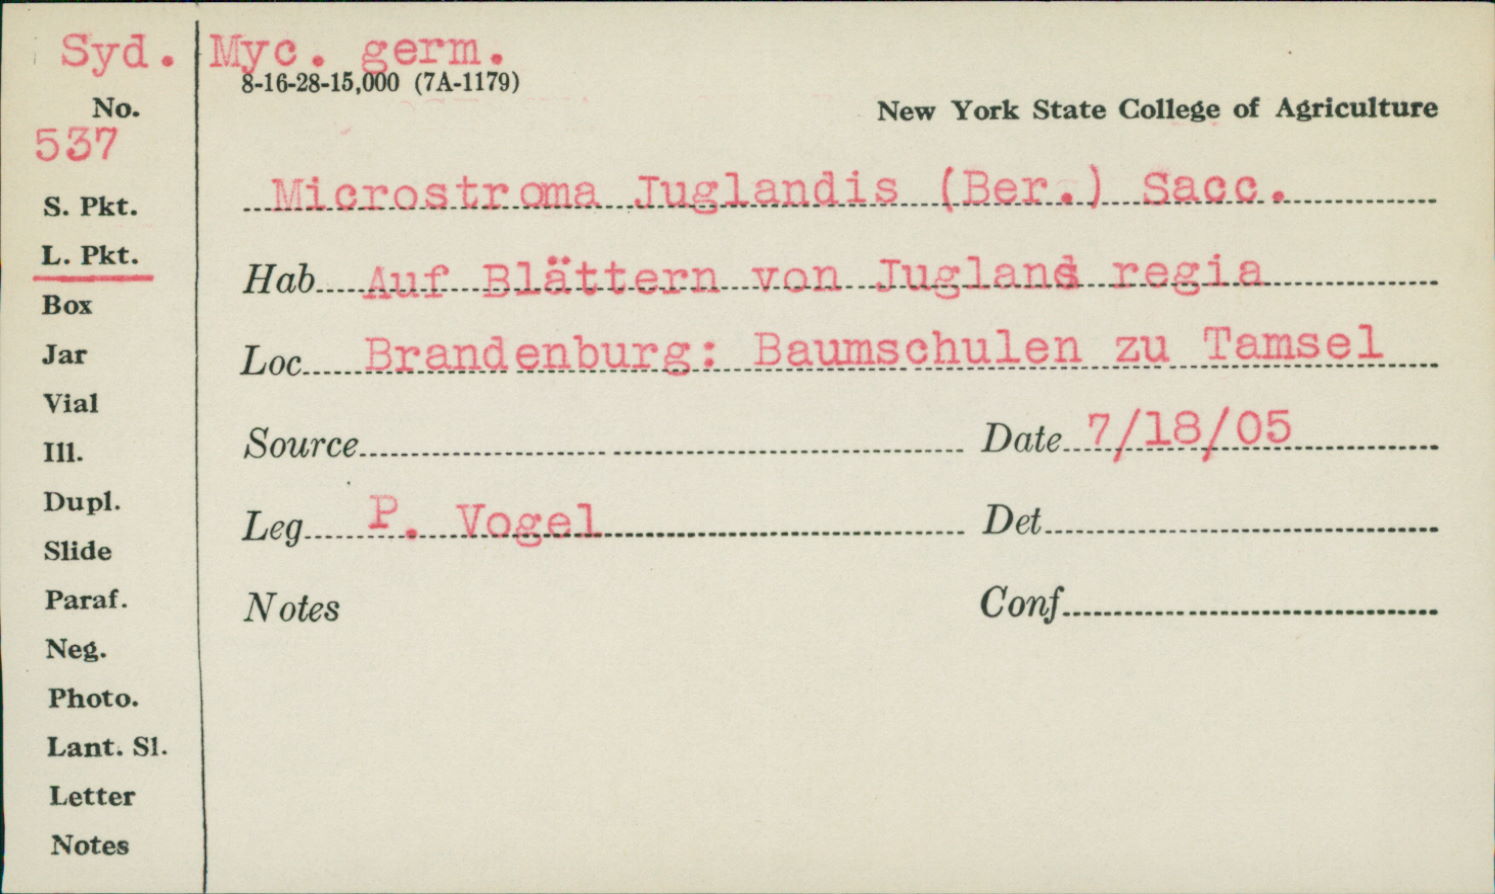 Syd. Myc. germ.
8-16-28-15,000 (7A-1179)
No.
537
New York State College of Agriculture
S. Pkt.
Microstroma Juglandis (Ber.) Sacc.
L. Pkt.
Hab. Auf Blättern von Juglans regia
Box
Jar
Loc. Brandenburg: Baumschulen zu Tamsel
Vial
Ill.
Source Date 7/18/05
Dupl.
Leg. P. Vogel Det.
Slide
Paraf.
Notes Conf.
Neg.
Photo.
Lant. Sl.
Letter
Notes